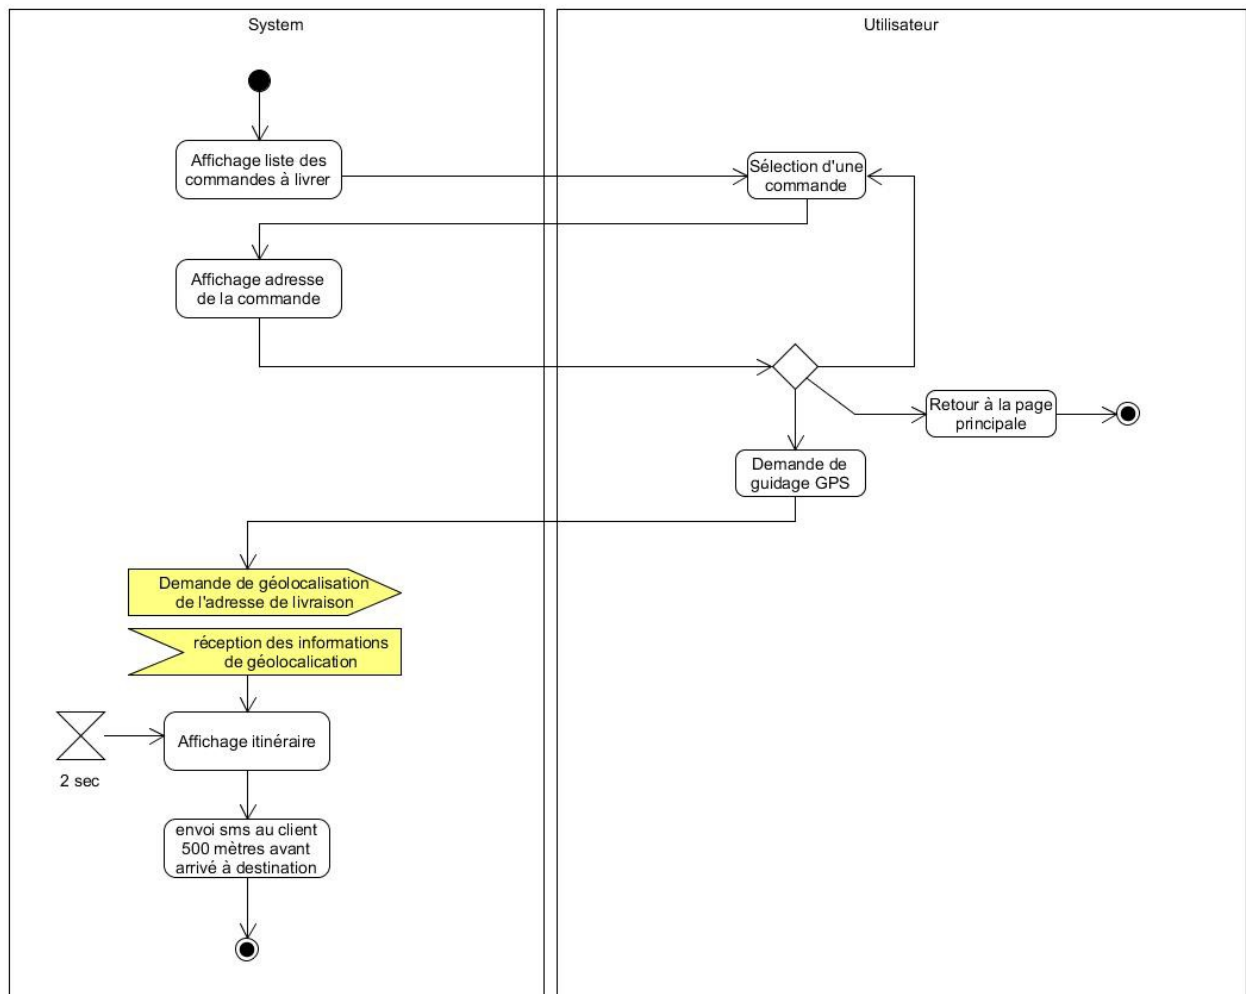 System
Utilisateur
Affichage liste des
commandes à livrer
Sélection d'une
commande
Affichage adresse
de la commande
Retour à la page
principale
Demande de
guidage GPS
Demande de géolocalisation
de l'adresse de livraison
réception des informations
de géolocalication
Affichage itinéraire
2 sec
envoi sms au client
500 mètres avant
arrivé à destination